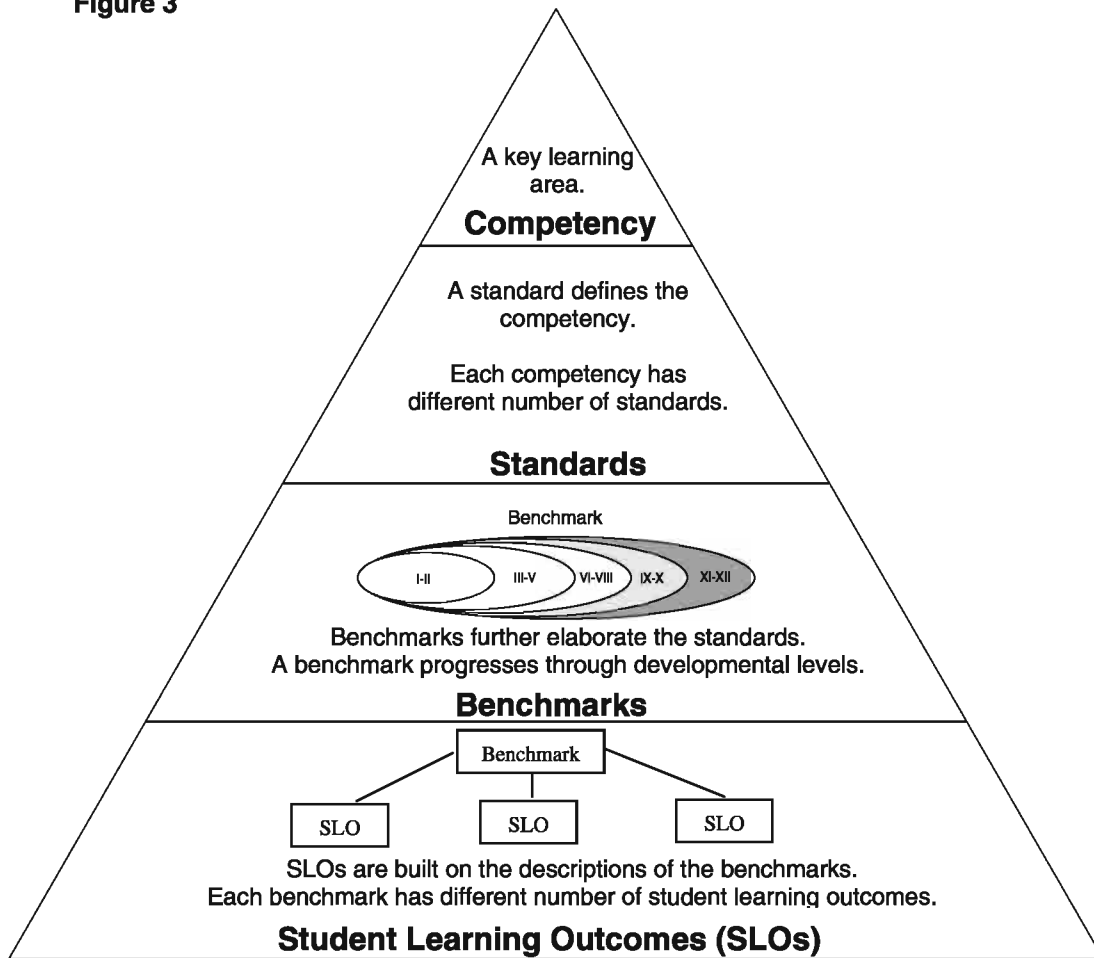 Figure 3
A key learning
area.
Competency
A standard defines the
competency.
Each competency has
different number of standards.
Standards
Benchmark
I-II III-V VI-VIII IX-X XI-XII
Benchmarks further elaborate the standards.
A benchmark progresses through developmental levels.
Benchmarks
Benchmark
SLO SLO SLO
SLOs are built on the descriptions of the benchmarks.
Each benchmark has different number of student learning outcomes.
Student Learning Outcomes (SLOs)